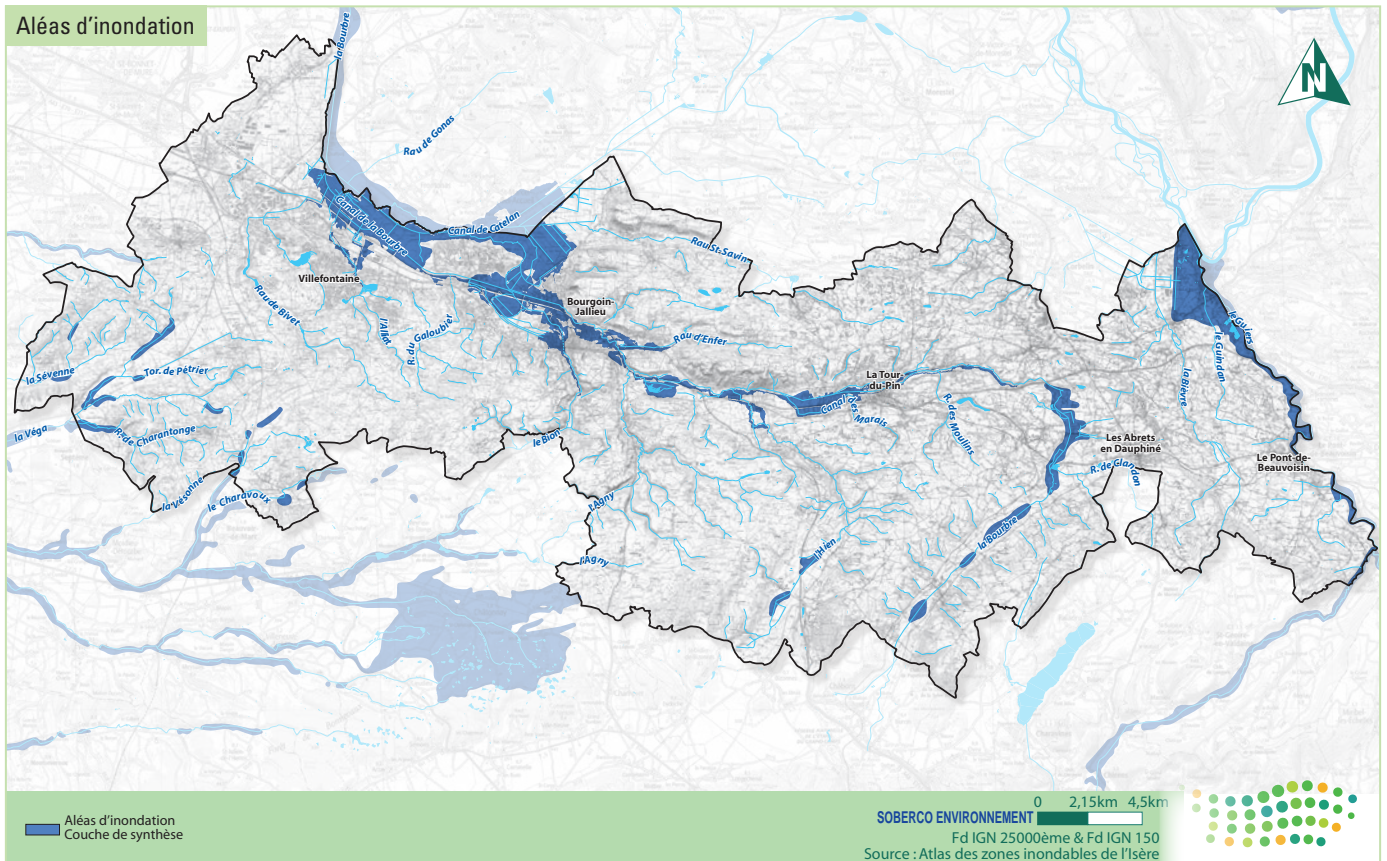 Aléas d'inondation
la Bourbre
N
Rau de Gonas
Canal de la Bourbre
Canal de Catelan
Rau St-Savin
Villefontaine
Bourgoin-
Jallieu
Rau de Bivet
l'Aillat
R. du Galoubier
Rau d'Enfer
le Guiers
le Guindan
la Bièvre
la Sévenne
Tor. de Pétrier
La Tour-
du-Pin
Canal des Marais
R. des Moulins
la Véga
R. de Charantonge
le Bion
Les Abrets
en Dauphiné
R. de Clandon
Le Pont-de-
Beauvoisin
la Vésonne
le Charavoux
l'Agny
la Bourbre
l'Hien
l'Agny
Aléas d'inondation
Couche de synthèse
0 2,15km 4,5km
SOBERCO ENVIRONNEMENT
Fd IGN 25000ème & Fd IGN 150
Source : Atlas des zones inondables de l'Isère